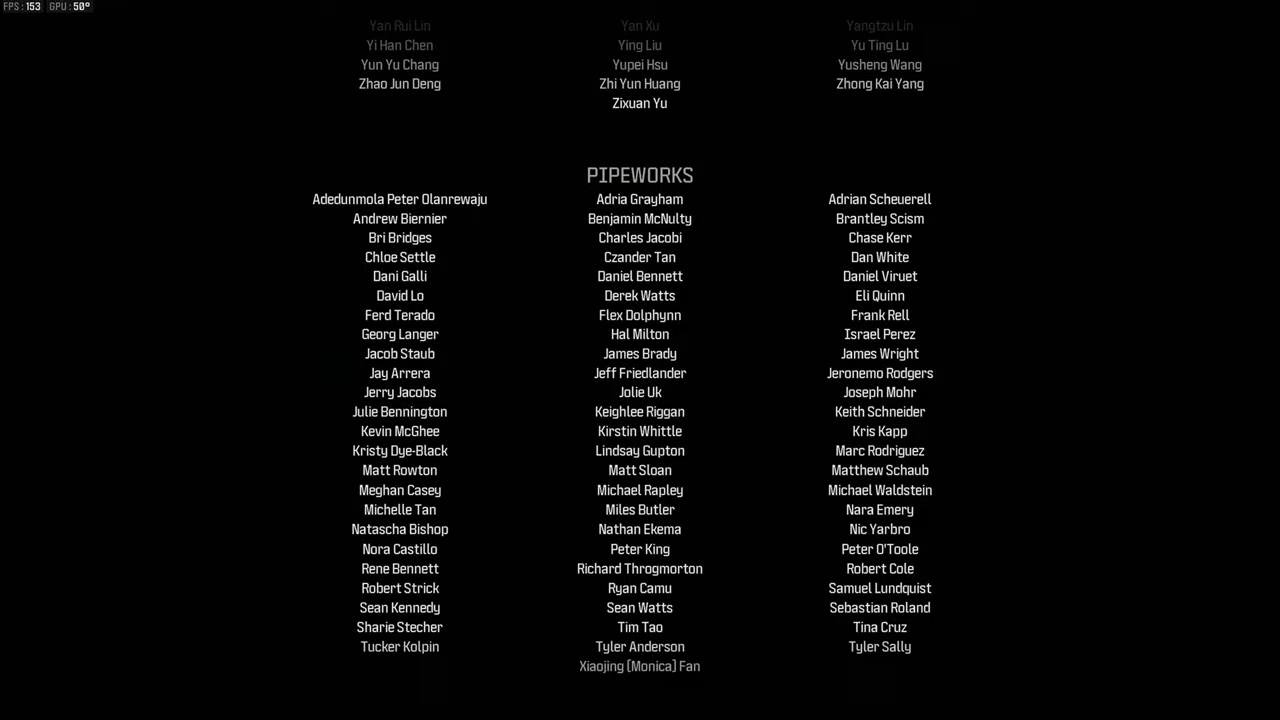 FPS: 153 GPU: 50°
Yan Rui Lin Yan Xu Yangtzu Lin
Yi Han Chen Ying Liu Yu Ting Lu
Yun Yu Chang Yupei Hsu Yusheng Wang
Zhao Jun Deng Zhi Yun Huang Zhong Kai Yang
Zixuan Yu
PIPEWORKS
Adedunmola Peter Olanrewaju Adria Grayham Adrian Scheuerell
Andrew Biernier Benjamin McNulty Brantley Scism
Bri Bridges Charles Jacobi Chase Kerr
Chloe Settle Czander Tan Dan White
Dani Galli Daniel Bennett Daniel Viruet
David Lo Derek Watts Eli Quinn
Ferd Terado Flex Dolphynn Frank Rell
Georg Langer Hal Milton Israel Perez
Jacob Staub James Brady James Wright
Jay Arrera Jeff Friedlander Jeronemo Rodgers
Jerry Jacobs Jolie Uk Joseph Mohr
Julie Bennington Keighlee Riggan Keith Schneider
Kevin McGhee Kirstin Whittle Kris Kapp
Kristy Dye-Black Lindsay Gupton Marc Rodriguez
Matt Rowton Matt Sloan Matthew Schaub
Meghan Casey Michael Rapley Michael Waldstein
Michelle Tan Miles Butler Nara Emery
Natascha Bishop Nathan Ekema Nic Yarbro
Nora Castillo Peter King Peter O'Toole
Rene Bennett Richard Throgmorton Robert Cole
Robert Strick Ryan Camu Samuel Lundquist
Sean Kennedy Sean Watts Sebastian Roland
Sharie Stecher Tim Tao Tina Cruz
Tucker Kolpin Tyler Anderson Tyler Sally
Xiaojing (Monica) Fan